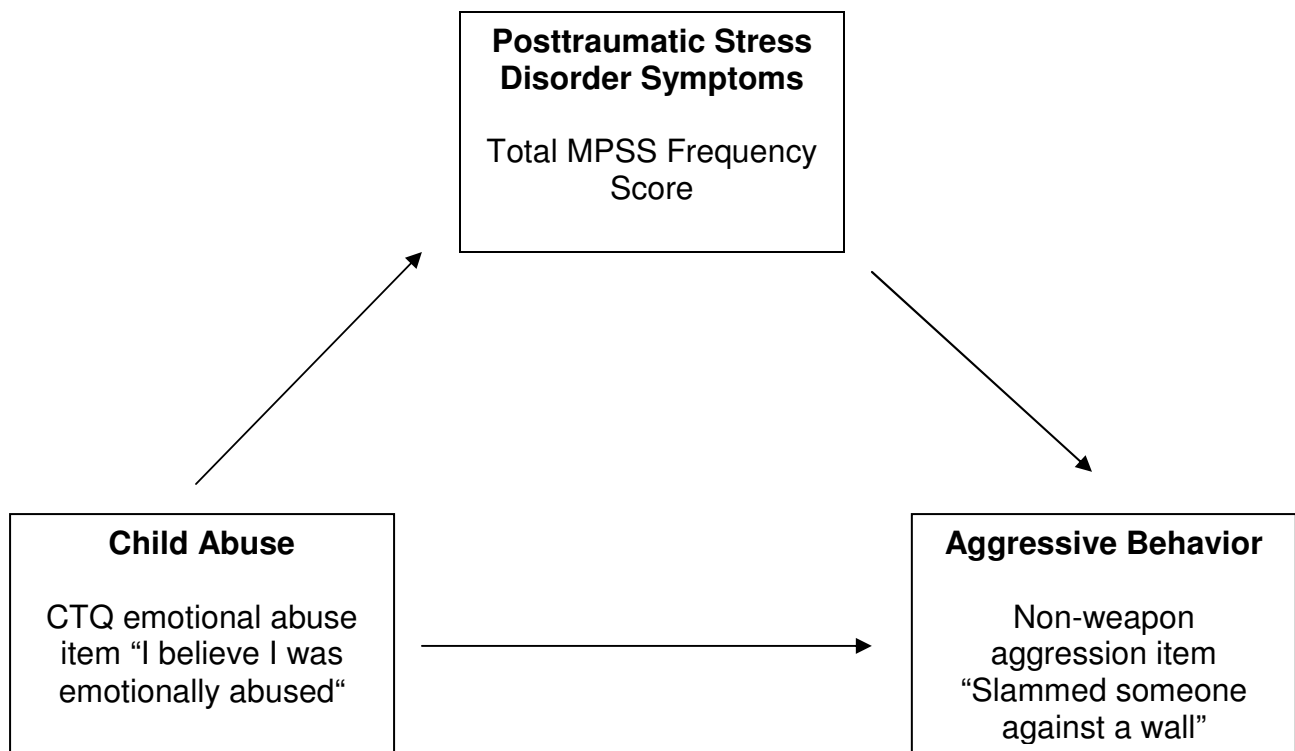 Posttraumatic Stress
Disorder Symptoms
Total MPSS Frequency
Score
Child Abuse
CTQ emotional abuse
item “I believe I was
emotionally abused“
Aggressive Behavior
Non-weapon
aggression item
“Slammed someone
against a wall”